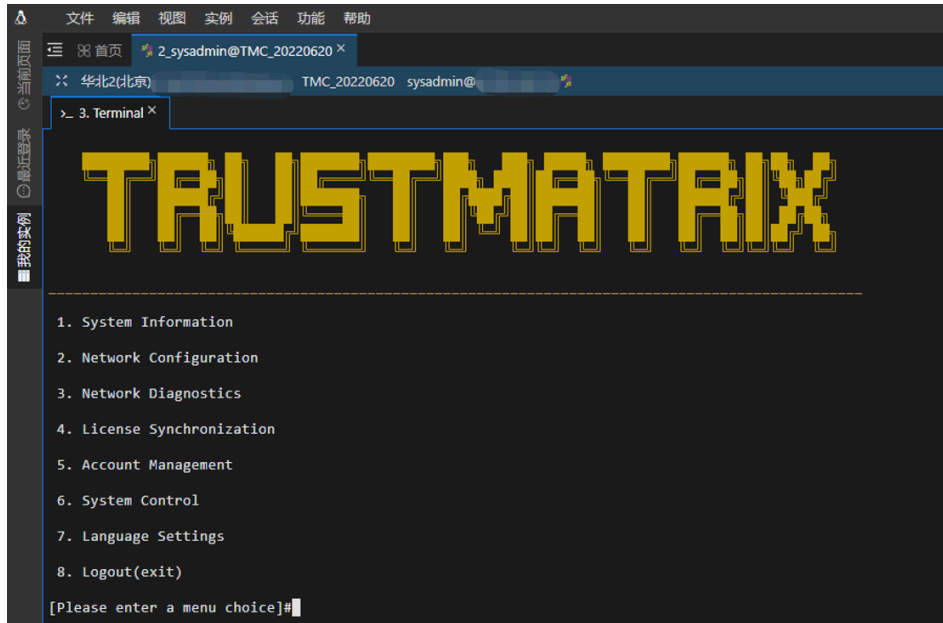 文件 编辑 视图 实例 会话 功能 帮助
首页 2_sysadmin@TMC_20220620 ×
华北2(北京) TMC_20220620 sysadmin@
>_ 3. Terminal ×
当前页面
最近登录
我的实例
TRUSTMATRIX
1. System Information
2. Network Configuration
3. Network Diagnostics
4. License Synchronization
5. Account Management
6. System Control
7. Language Settings
8. Logout(exit)
[Please enter a menu choice]#